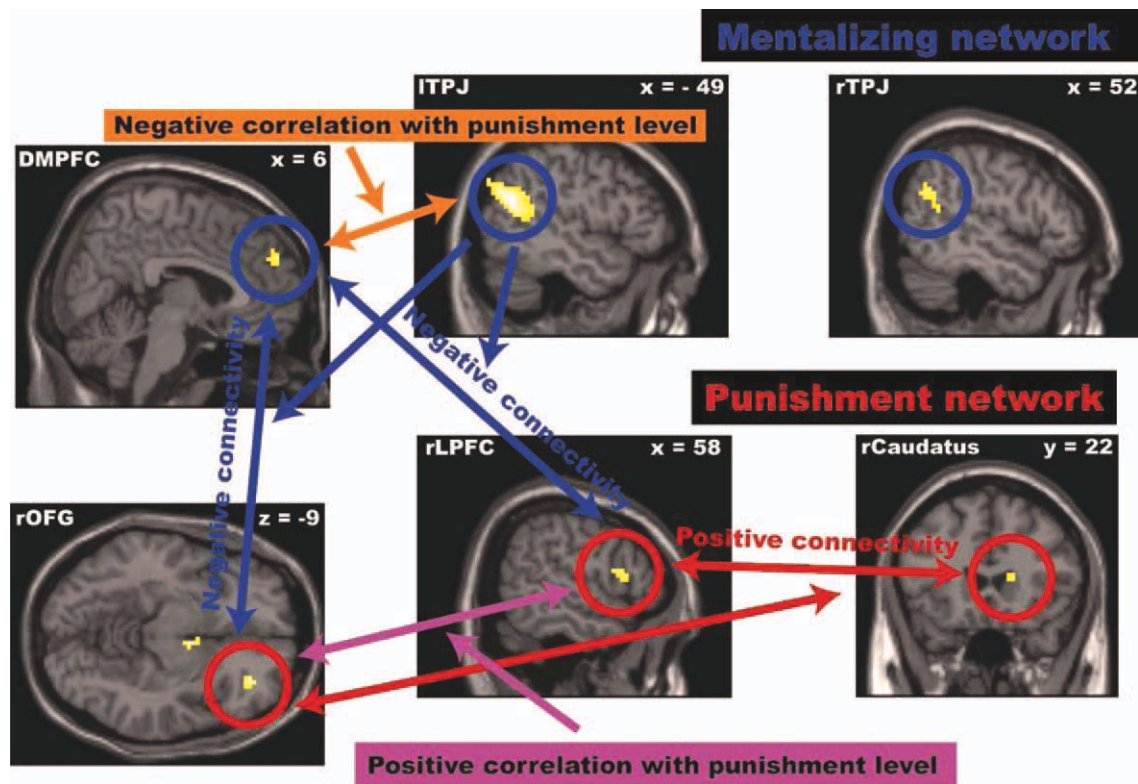 Mentalizing network
lTPJ x = - 49
rTPJ x = 52
Negative correlation with punishment level
DMPFC x = 6
Negative connectivity
Negative connectivity
Punishment network
rLPFC x = 58
rCaudatus y = 22
rOFG z = -9
Positive connectivity
Positive correlation with punishment level